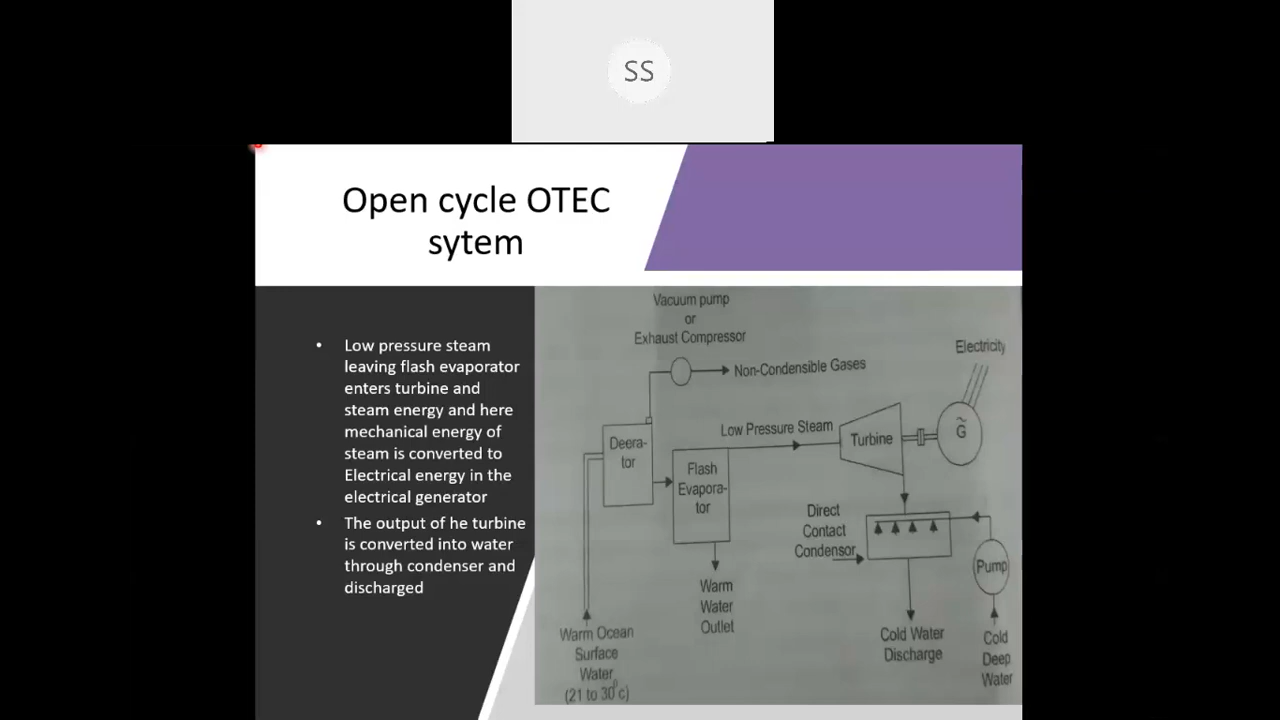 SS
Open cycle OTEC
sytem
• Low pressure steam
leaving flash evaporator
enters turbine and
steam energy and here
mechanical energy of
steam is converted to
Electrical energy in the
electrical generator
• The output of he turbine
is converted into water
through condenser and
discharged
Vacuum pump
or
Exhaust Compressor
Non-Condensible Gases
Electricity
Deera-
tor
Low Pressure Steam
Turbine
G̃
Flash
Evapora-
tor
Direct
Contact
Condensor
Pump
Warm
Water
Outlet
Warm Ocean
Surface
Water
(21 to 30⁰c)
Cold Water
Discharge
Cold
Deep
Water